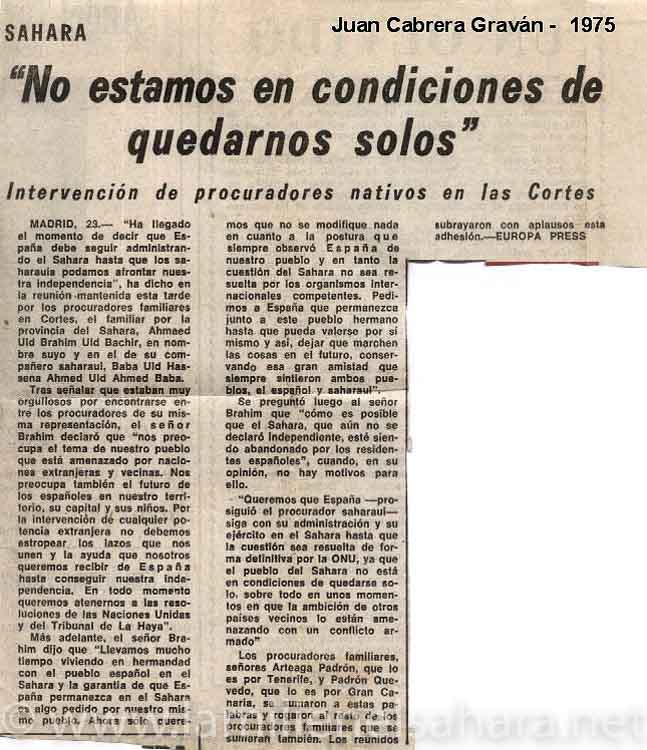 Juan Cabrera Graván - 1975
SAHARA
"No estamos en condiciones de
quedarnos solos"
Intervención de procuradores nativos en las Cortes
MADRID, 23.— "Ha llegado
el momento de decir que Es-
paña debe seguir administran-
do el Sahara hasta que los sa-
harauia podamos afrontar nues-
tra independencia", ha dicho en
la reunión mantenida esta tarde
por los procuradores familiares
en Cortes, el familiar por la
provincia del Sahara, Ahmaed
Uld Brahim Uld Bachir, en nom-
bre suyo y en el de su com-
pañero saharaui, Baba Uld Has-
sena Ahmed Uld Ahmed Baba.
Tras señalar que estaban muy
orgullosos por encontrarse en-
tre los procuradores de su mis-
ma representación, el señor
Brahim declaró que "nos preo-
cupa el tema de nuestro pueblo
que está amenazado por nacio-
nes extranjeras y vecinas. Nos
preocupa también el futuro de
los españoles en nuestro terri-
torio, su capital y sus niños. Por
la intervención de cualquier po-
tencia extranjera no debemos
estropear los lazos que nos
unen y la ayuda que nosotros
queremos recibir de España
hasta conseguir nuestra inde-
pendencia. En todo momento
queremos atenernos a las reso-
luciones de las Naciones Unidas
y del Tribunal de La Haya".
Más adelante, el señor Bra-
him dijo que "Llevamos mucho
tiempo viviendo en hermandad
con el pueblo español en el
Sahara y la garantía de que Es-
paña permanezca en el Sahara
es algo pedido por nuestro mis-
mo pueblo. Ahora sólo quere-
mos que no se modifique nada
en cuanto a la postura que
siempre observó España de
nuestro pueblo y en tanto la
cuestión del Sahara no sea re-
suelta por los organismos inter-
nacionales competentes. Pedi-
mos a España que permanezca
junto a este pueblo hermano
hasta que pueda valerse por sí
mismo y así, dejar que marchen
las cosas en el futuro, conser-
vando esa gran amistad que
siempre sintieron ambos pue-
blos, el español y saharaui".
Se preguntó luego al señor
Brahim que "cómo es posible
que el Sahara, que aún no se
declaró independiente, esté sien-
do abandonado por los residen-
tes españoles", cuando, en su
opinión, no hay motivos para
ello.
"Queremos que España —pro-
siguió el procurador saharaui—
siga con su administración y su
ejército en el Sahara hasta que
la cuestión sea resuelta de for-
ma definitiva por la ONU, ya que
el pueblo del Sahara no está
en condiciones de quedarse so-
lo, sobre todo en unos momen-
tos en que la ambición de otros
países vecinos lo están ame-
nazando con un conflicto ar-
mado"
Los procuradores familiares,
señores Arteaga Padrón, que lo
es por Tenerife, y Padrón Que-
vedo, que lo es por Gran Ca-
naria, se sumaron a estas pa-
labras y rogaron al resto de los
procuradores familiares que se
sumaran también. Los reunidos
subrayaron con aplausos esta
adhesión.—EUROPA PRESS